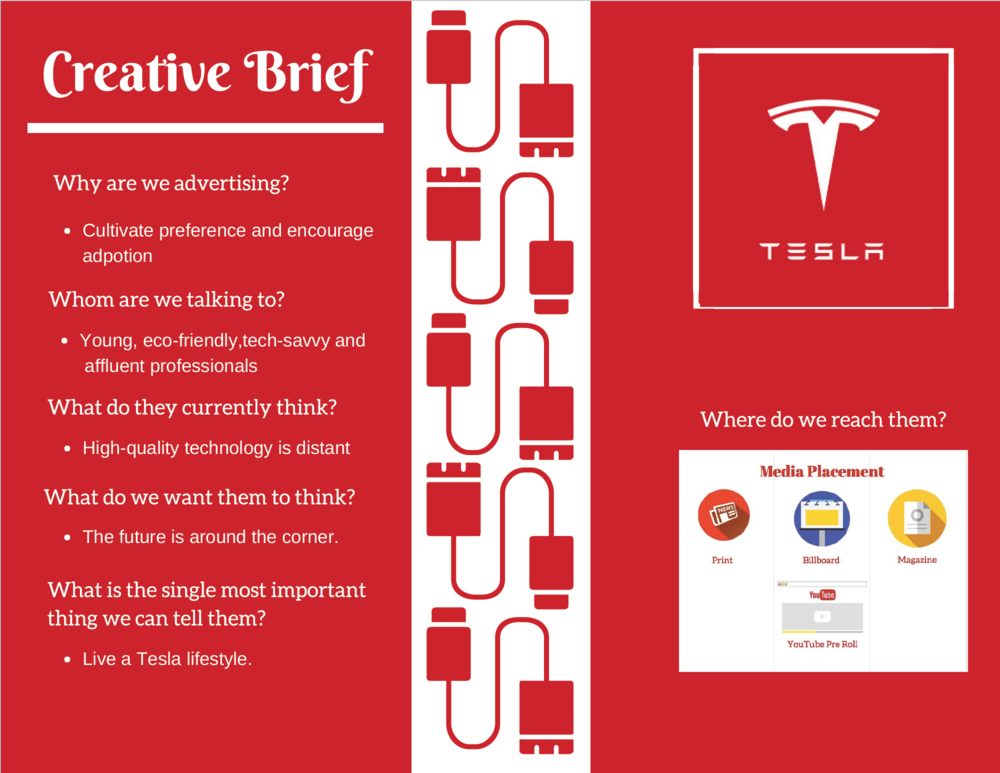 Creative Brief
Why are we advertising?
• Cultivate preference and encourage
adpotion
Whom are we talking to?
• Young, eco-friendly,tech-savvy and
affluent professionals
What do they currently think?
• High-quality technology is distant
What do we want them to think?
• The future is around the corner.
What is the single most important
thing we can tell them?
• Live a Tesla lifestyle.
TESLA
Where do we reach them?
Media Placement
NEWS
Print
Billboard
Magazine
YouTube
YouTube Pre Roll